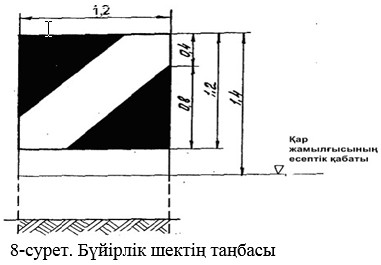 1,2
0,4
0,8
1,2
1,4
Қар
жамылғысының
есептік қабаты
8-сурет. Бүйірлік шектің таңбасы